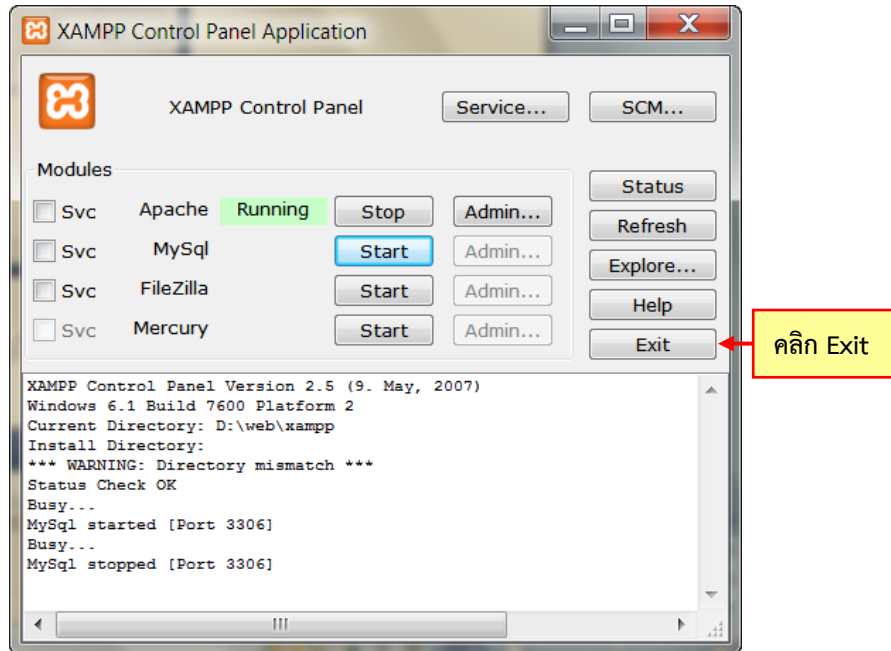 XAMPP Control Panel Application
XAMPP Control Panel Service... SCM...
Modules
Status
Svc Apache Running Stop Admin...
Refresh
Svc MySql Start Admin...
Explore...
Svc FileZilla Start Admin...
Help
Svc Mercury Start Admin...
Exit
คลิก Exit
XAMPP Control Panel Version 2.5 (9. May, 2007)
Windows 6.1 Build 7600 Platform 2
Current Directory: D:\web\xampp
Install Directory:
*** WARNING: Directory mismatch ***
Status Check OK
Busy...
MySql started [Port 3306]
Busy...
MySql stopped [Port 3306]